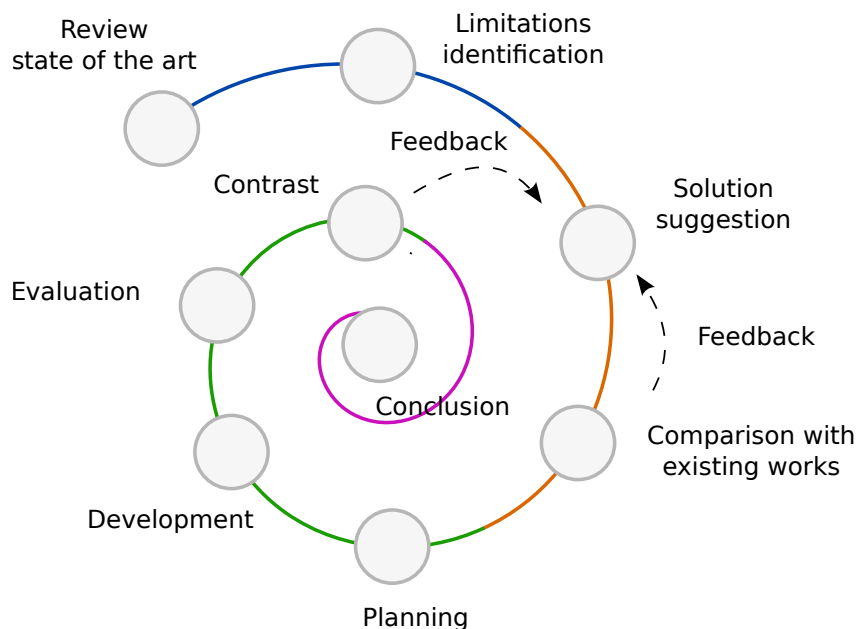 Review
state of the art
Limitations
identification
Feedback
Contrast
Solution
suggestion
Evaluation
Feedback
Conclusion
Comparison with
existing works
Development
Planning